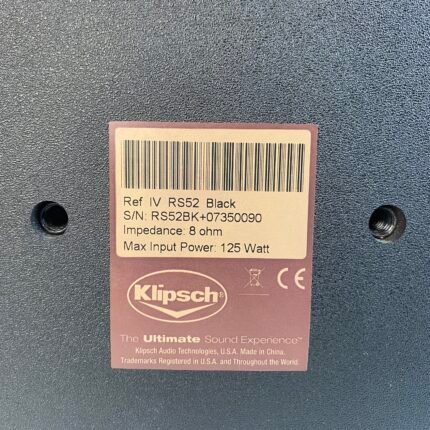 Ref IV RS52 Black
S/N: RS52BK+07350090
Impedance: 8 ohm
Max Input Power: 125 Watt
CE
Klipsch®
The Ultimate Sound Experience™
Klipsch Audio Technologies, U.S.A. Made in China.
Trademarks Registered in U.S.A. and Throughout the World.